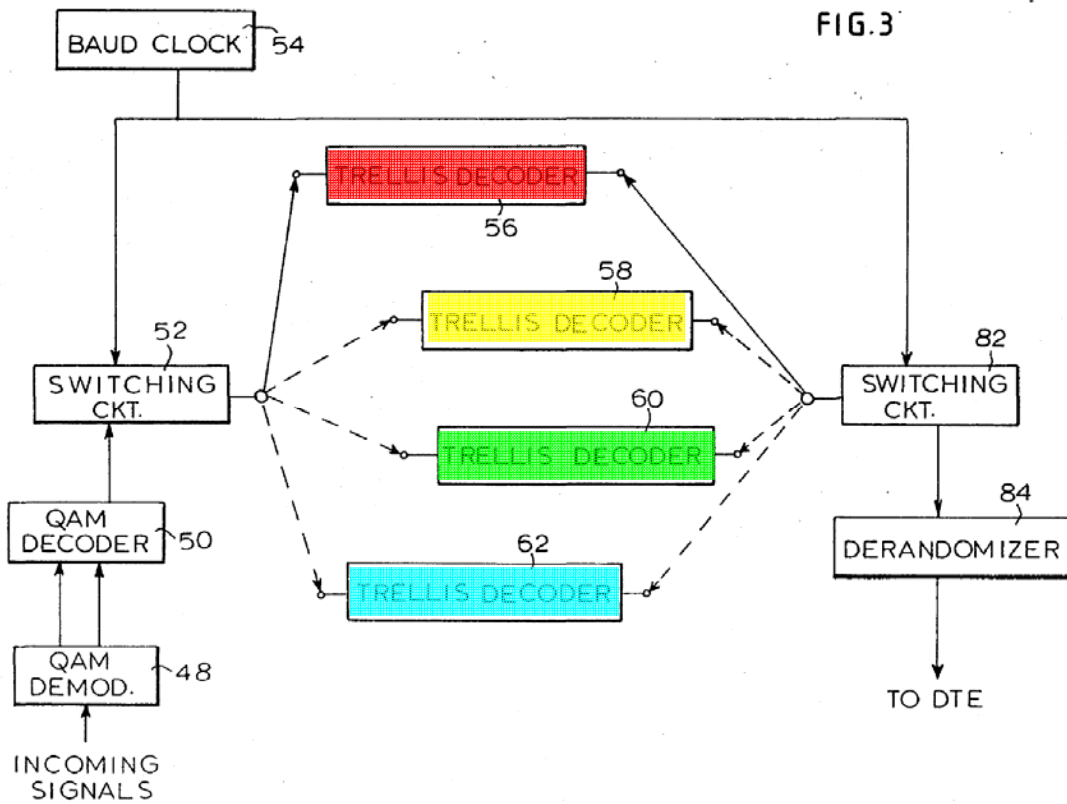 FIG.3
BAUD CLOCK
54
TRELLIS DECODER
56
58
TRELLIS DECODER
52
SWITCHING
CKT.
82
SWITCHING
CKT.
60
TRELLIS DECODER
QAM
DECODER
50
84
DERANDOMIZER
62
TRELLIS DECODER
QAM
DEMOD.
48
TO DTE
INCOMING
SIGNALS